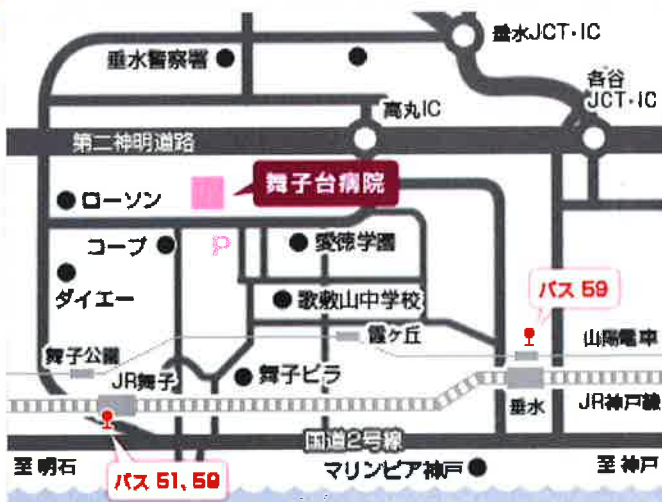 垂水JCT・IC
垂水警察署
名谷
JCT・IC
高丸IC
第二神明道路
舞子台病院
ローソン
P
コープ
愛徳学園
ダイエー
歌敷山中学校
バス 59
山陽電車
霞ヶ丘
舞子公園
JR舞子
舞子ビラ
垂水
JR神戸線
国道2号線
至 明石
バス 51, 59
マリンピア神戸
至 神戸